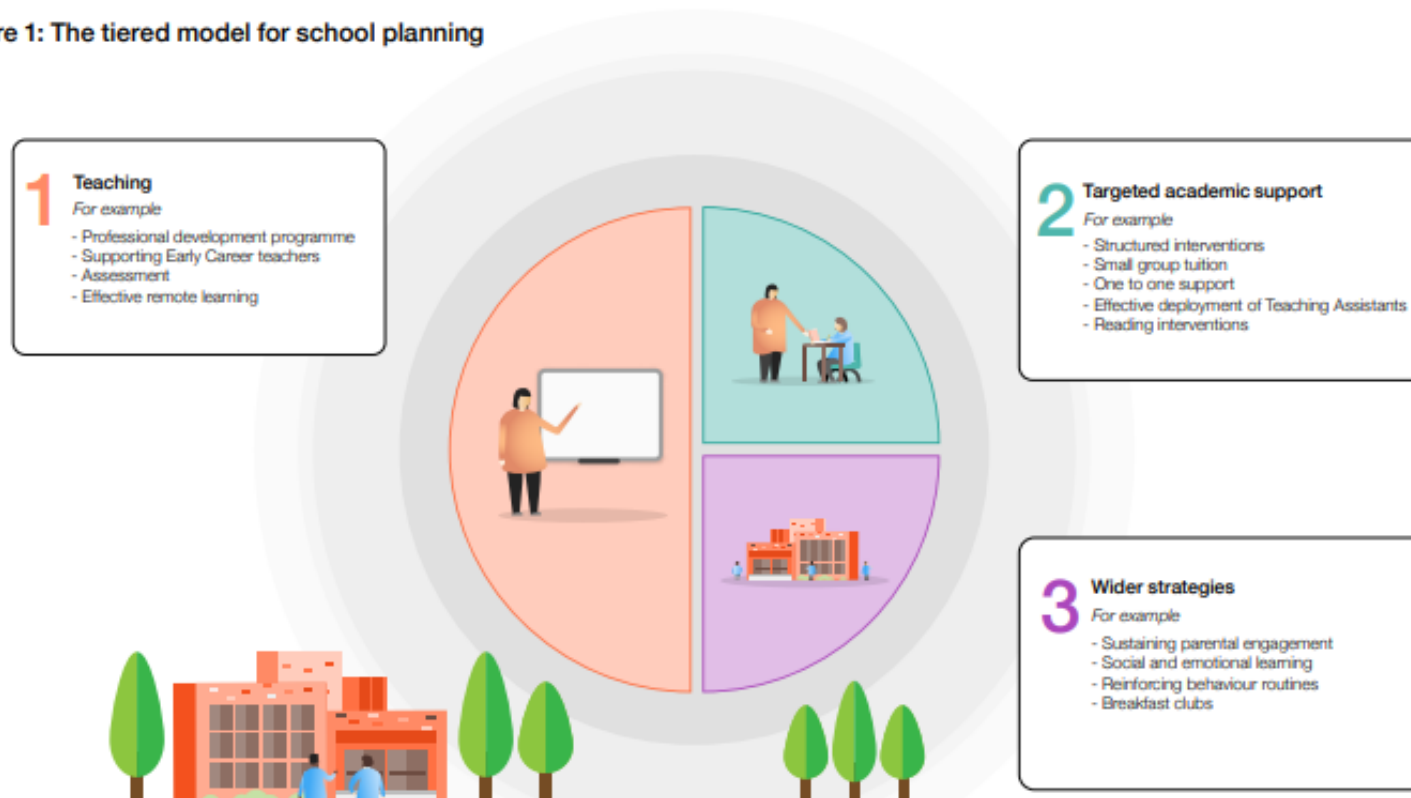 re 1: The tiered model for school planning
1
Teaching
For example
- Professional development programme
- Supporting Early Career teachers
- Assessment
- Effective remote learning
2
Targeted academic support
For example
- Structured interventions
- Small group tuition
- One to one support
- Effective deployment of Teaching Assistants
- Reading interventions
3
Wider strategies
For example
- Sustaining parental engagement
- Social and emotional learning
- Reinforcing behaviour routines
- Breakfast clubs